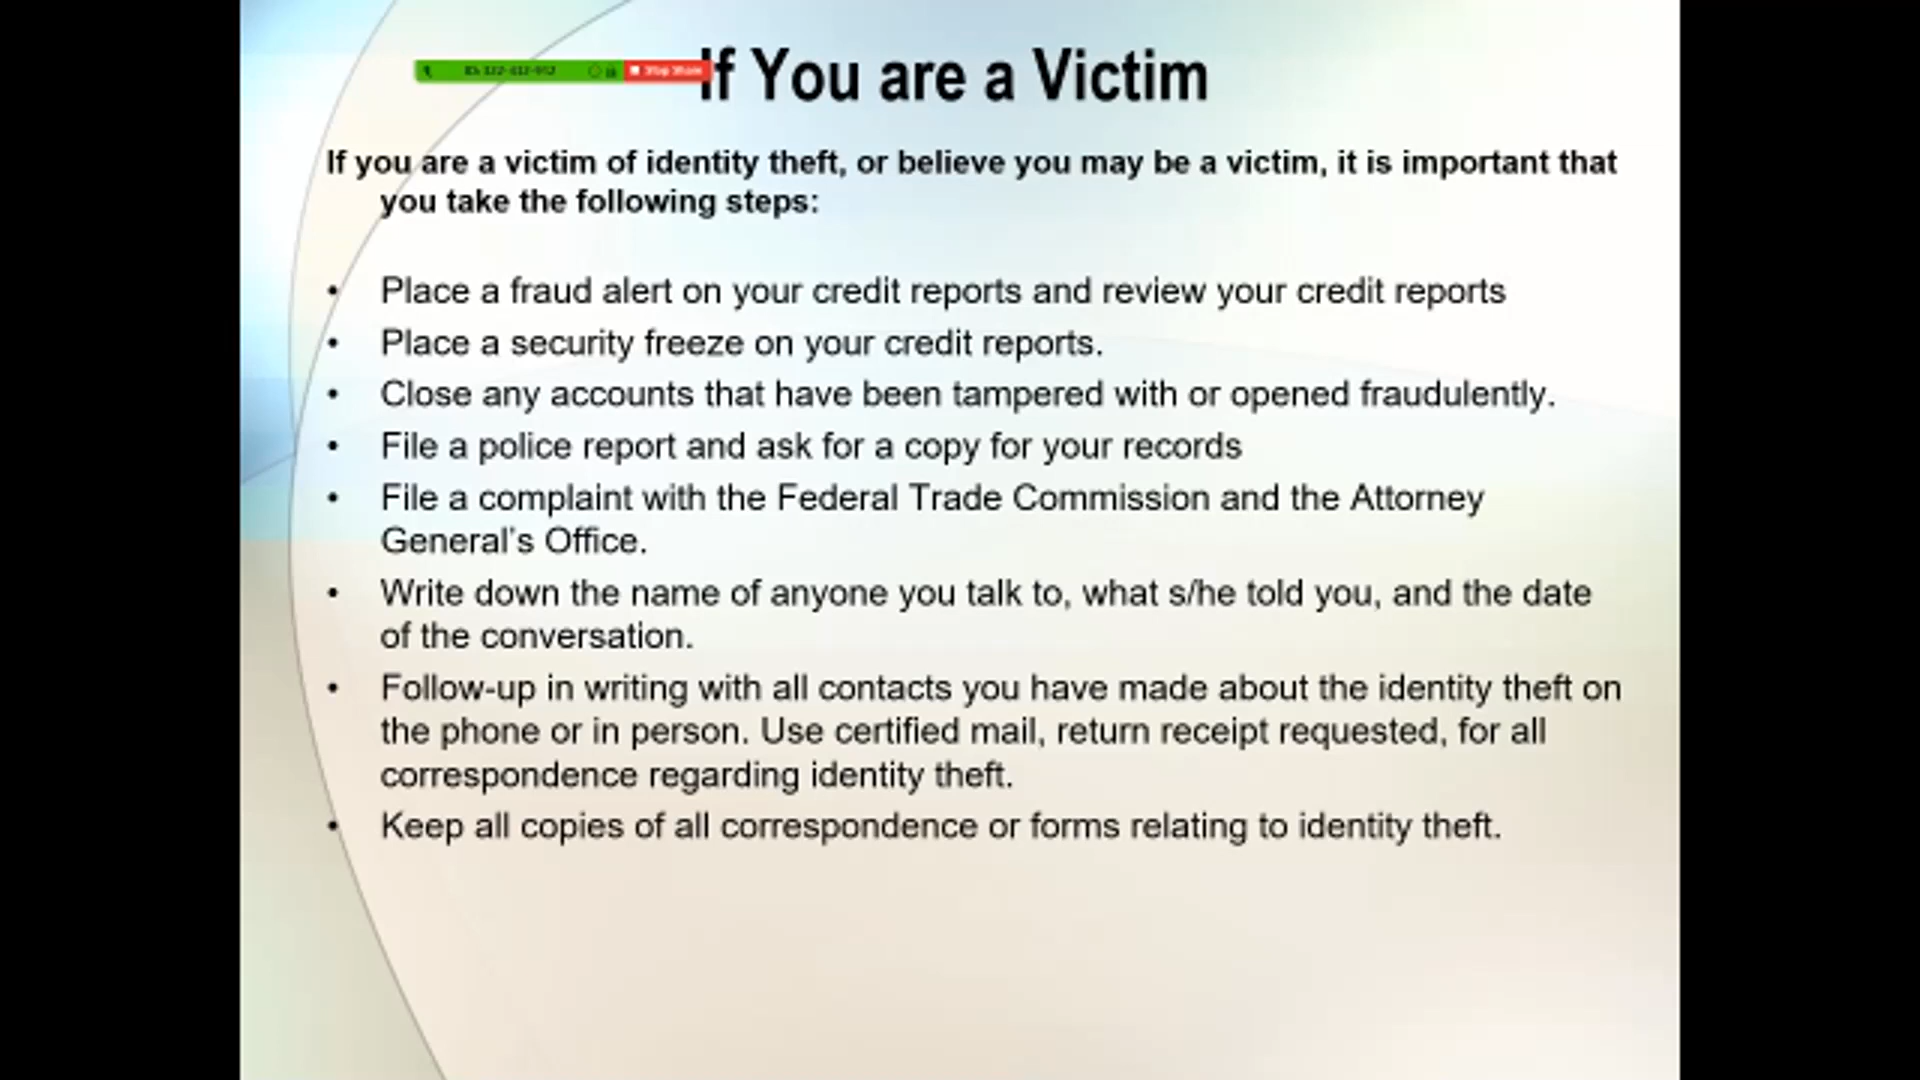 If You are a Victim
Stop Share
If you are a victim of identity theft, or believe you may be a victim, it is important that
you take the following steps:
• Place a fraud alert on your credit reports and review your credit reports
• Place a security freeze on your credit reports.
• Close any accounts that have been tampered with or opened fraudulently.
• File a police report and ask for a copy for your records
• File a complaint with the Federal Trade Commission and the Attorney
General's Office.
• Write down the name of anyone you talk to, what s/he told you, and the date
of the conversation.
• Follow-up in writing with all contacts you have made about the identity theft on
the phone or in person. Use certified mail, return receipt requested, for all
correspondence regarding identity theft.
• Keep all copies of all correspondence or forms relating to identity theft.